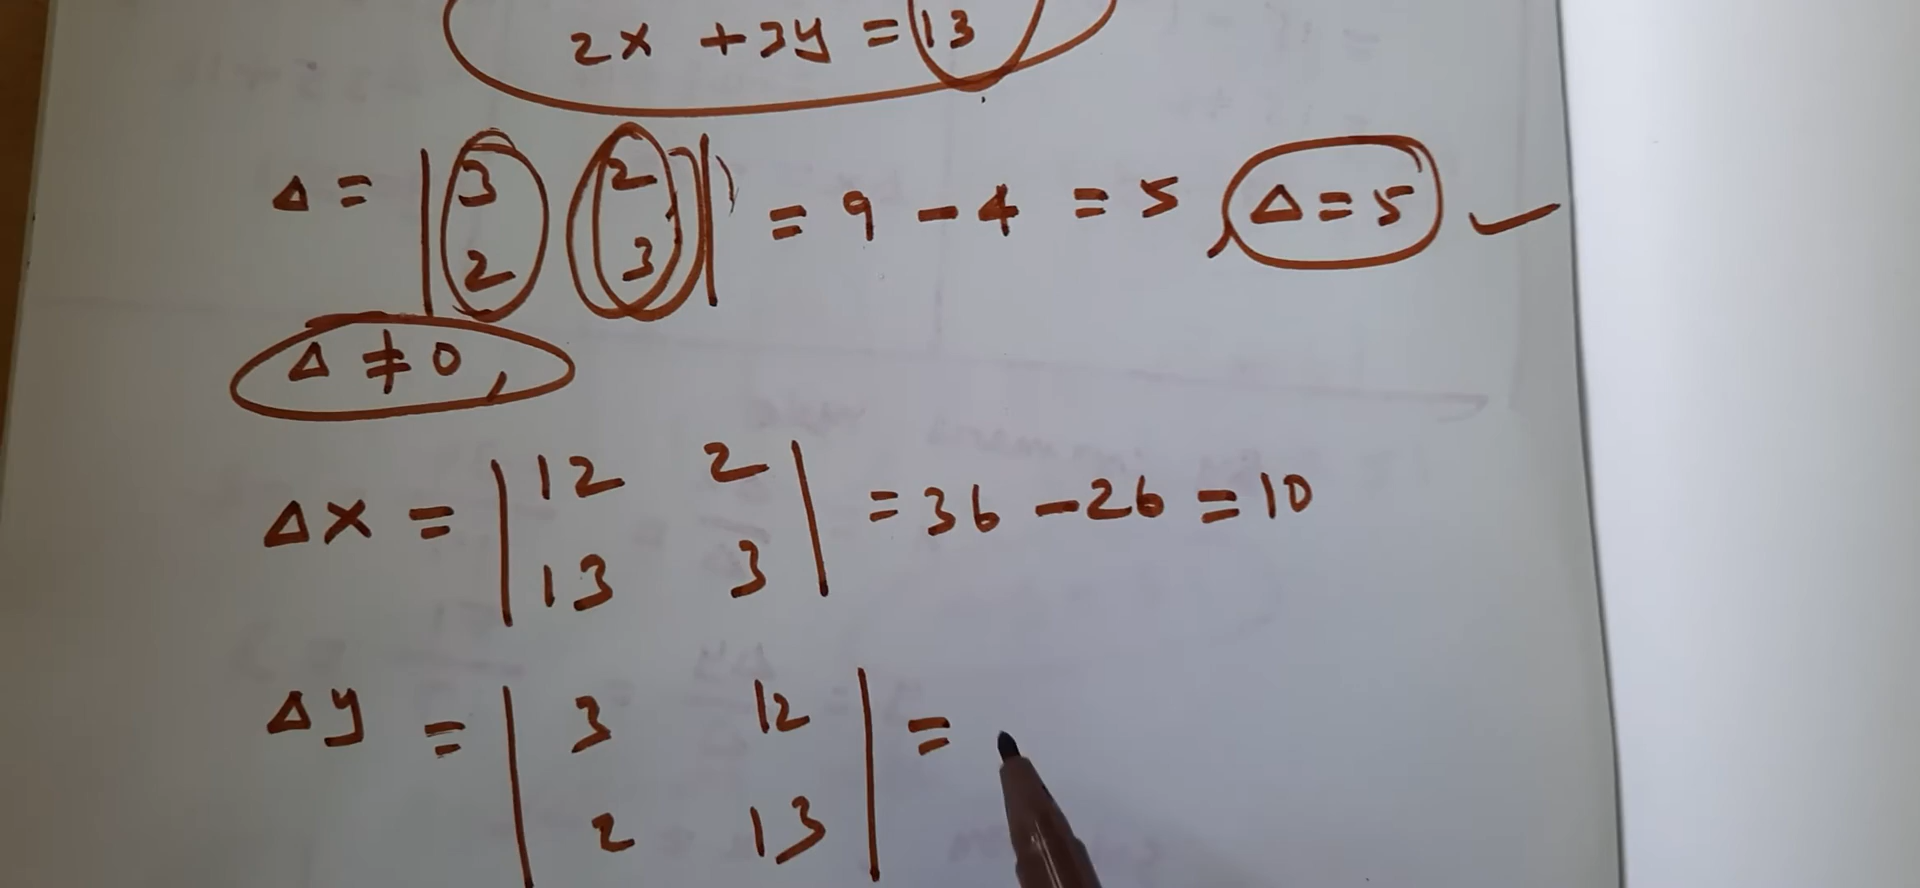 2x + 3y = 13
Δ = | 3 2 | = 9 - 4 = 5, Δ = 5 ✓
| 2 3 |
Δ ≠ 0,
Δx = | 12 2 | = 36 - 26 = 10
| 13 3 |
Δy = | 3 12 | =
| 2 13 |